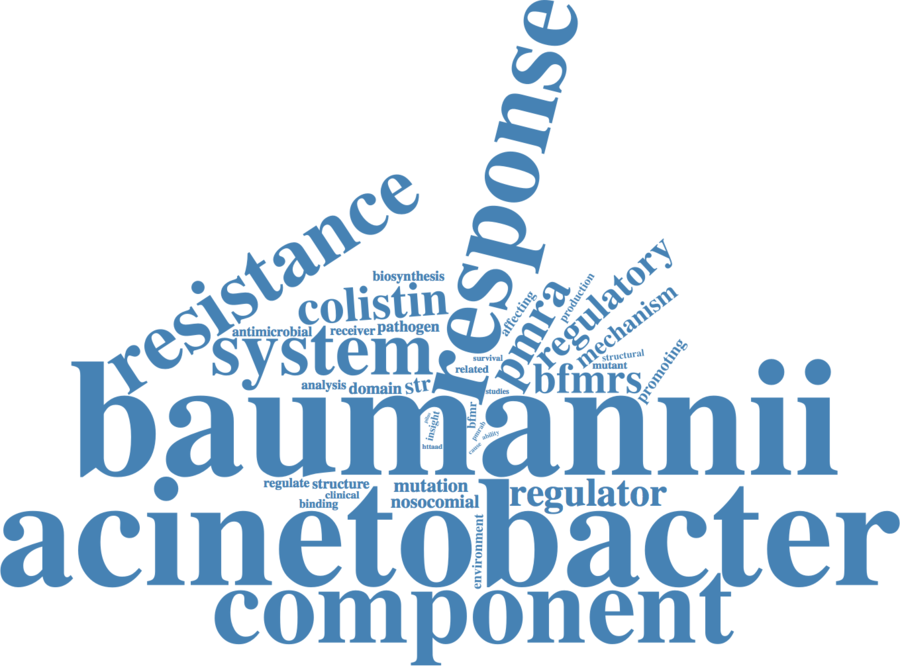 response
resistance
biosynthesis
colistin
pmra
production
regulatory
affecting
antimicrobial
receiver
pathogen
mechanism
system
survival
structural
related
mutant
bfmrs
promoting
analysis
domain
str
studies
baumannii
bfmr
insight
pmrab
ability
httaad
cause
regulate
structure
mutation
clinical
regulator
binding
nosocomial
acinetobacter
environment
component